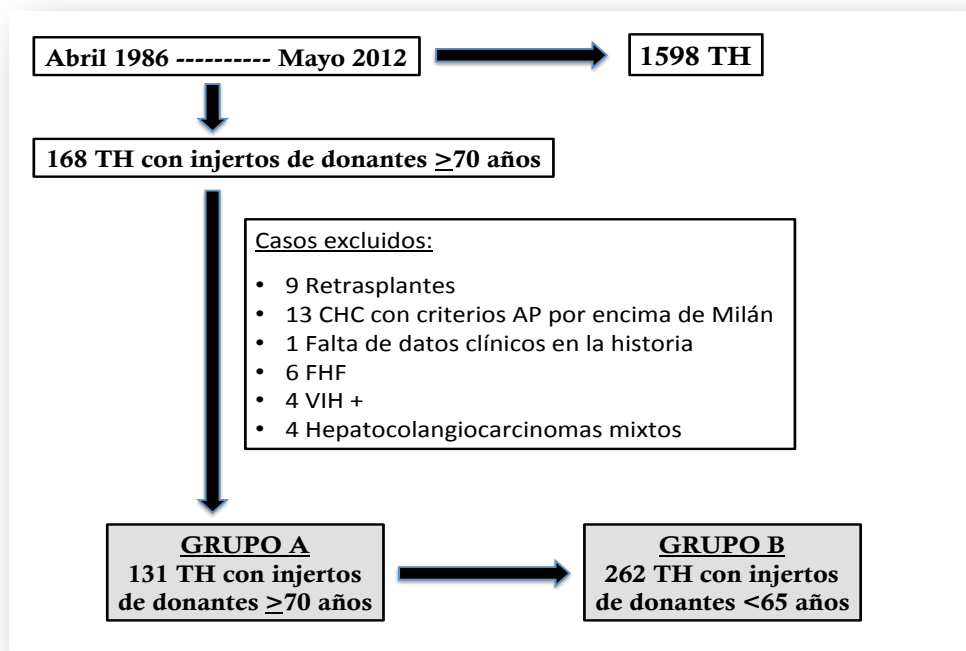 Abril 1986 ---------- Mayo 2012
1598 TH
168 TH con injertos de donantes ≥70 años
Casos excluidos:
• 9 Retrasplantes
• 13 CHC con criterios AP por encima de Milán
• 1 Falta de datos clínicos en la historia
• 6 FHF
• 4 VIH +
• 4 Hepatocolangiocarcinomas mixtos
GRUPO A
131 TH con injertos
de donantes ≥70 años
GRUPO B
262 TH con injertos
de donantes <65 años